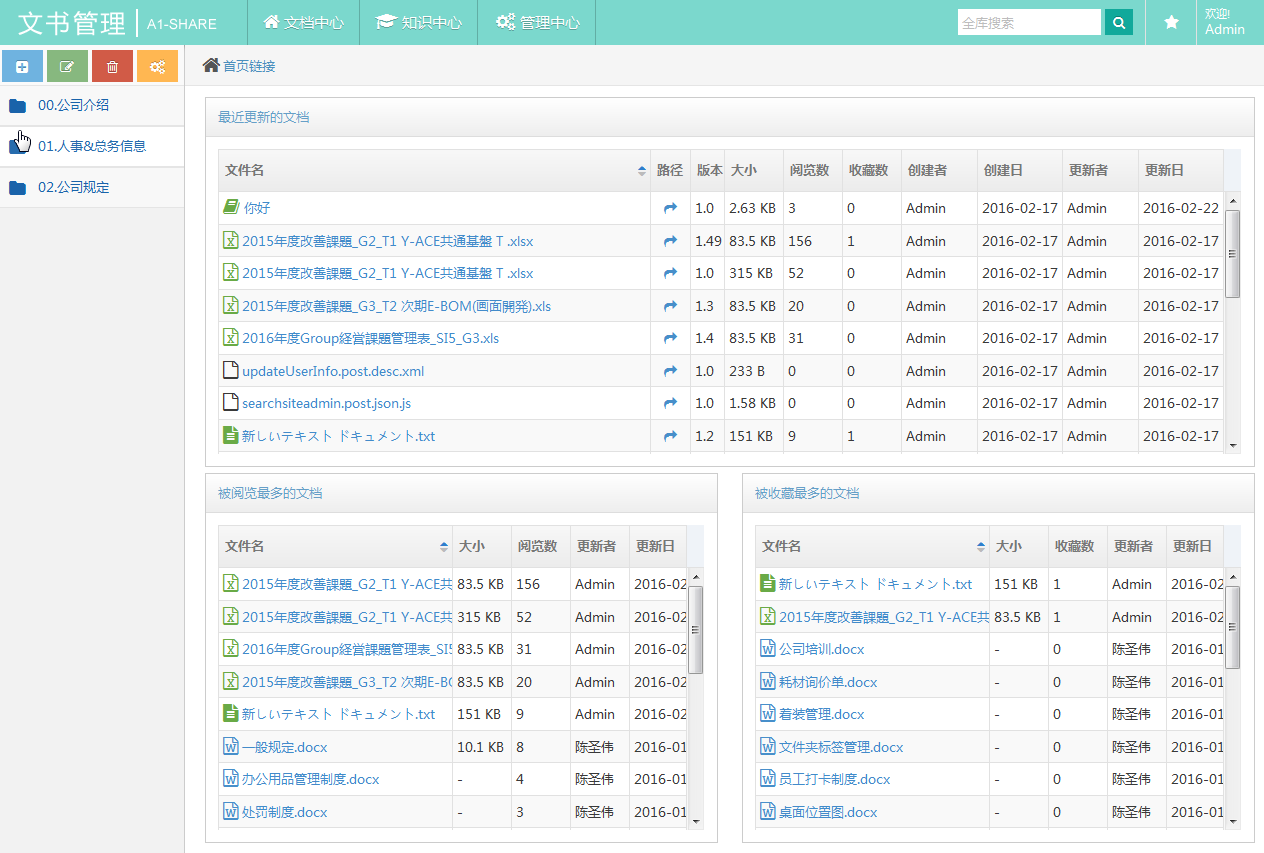 文书管理 A1-SHARE 文档中心 知识中心 管理中心 全库搜索 欢迎!
Admin
首页链接
00.公司介绍
01.人事&总务信息
02.公司规定
最近更新的文档
文件名 路径 版本 大小 阅览数 收藏数 创建者 创建日 更新者 更新日
你好 1.0 2.63 KB 3 0 Admin 2016-02-17 Admin 2016-02-22
2015年度改善課題_G2_T1 Y-ACE共通基盤 T .xlsx 1.49 83.5 KB 156 1 Admin 2016-02-17 Admin 2016-02-17
2015年度改善課題_G2_T1 Y-ACE共通基盤 T .xlsx 1.0 315 KB 52 0 Admin 2016-02-17 Admin 2016-02-17
2015年度改善課題_G3_T2 次期E-BOM(画面開発).xls 1.3 83.5 KB 20 0 Admin 2016-02-17 Admin 2016-02-17
2016年度Group経営課題管理表_SI5_G3.xls 1.4 83.5 KB 31 0 Admin 2016-02-17 Admin 2016-02-17
updateUserInfo.post.desc.xml 1.0 233 B 0 0 Admin 2016-02-17 Admin 2016-02-17
searchsiteadmin.post.json.js 1.0 1.58 KB 0 0 Admin 2016-02-17 Admin 2016-02-17
新しいテキスト ドキュメント.txt 1.2 151 KB 9 1 Admin 2016-02-17 Admin 2016-02-17
被阅览最多的文档
文件名 大小 阅览数 更新者 更新日
2015年度改善課題_G2_T1 Y-ACE共 83.5 KB 156 Admin 2016-02
2015年度改善課題_G2_T1 Y-ACE共 315 KB 52 Admin 2016-02
2016年度Group経営課題管理表_SI5 83.5 KB 31 Admin 2016-02
2015年度改善課題_G3_T2 次期E-BO 83.5 KB 20 Admin 2016-02
新しいテキスト ドキュメント.txt 151 KB 9 Admin 2016-02
一般规定.docx 10.1 KB 8 陈圣伟 2016-01
办公用品管理制度.docx - 4 陈圣伟 2016-01
处罚制度.docx - 3 陈圣伟 2016-01
被收藏最多的文档
文件名 大小 收藏数 更新者 更新日
新しいテキスト ドキュメント.txt 151 KB 1 Admin 2016-02
2015年度改善課題_G2_T1 Y-ACE共 83.5 KB 1 Admin 2016-02
公司培训.docx - 0 陈圣伟 2016-01
耗材询价单.docx - 0 陈圣伟 2016-01
着装管理.docx - 0 陈圣伟 2016-01
文件夹标签管理.docx - 0 陈圣伟 2016-01
员工打卡制度.docx - 0 陈圣伟 2016-01
桌面位置图.docx - 0 陈圣伟 2016-01